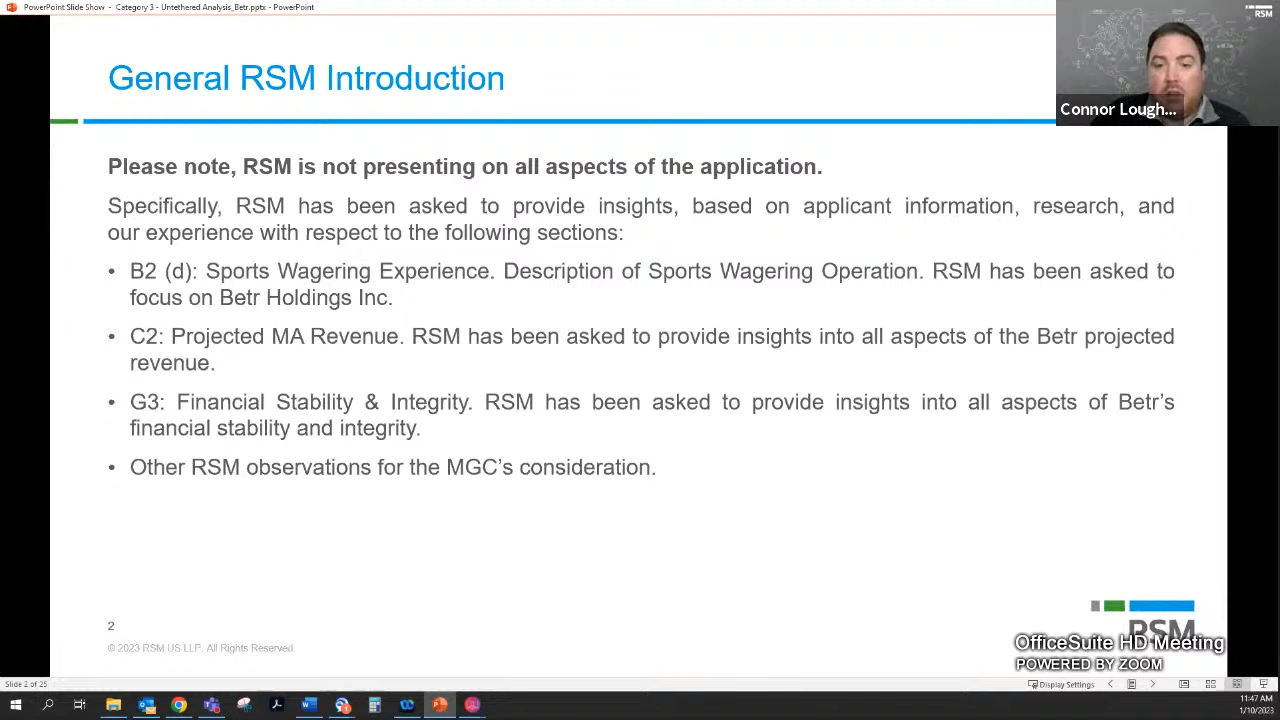 PowerPoint Slide Show - Category 3 - Untethered Analysis_Betr.pptx - PowerPoint
RSM
General RSM Introduction
Connor Lough...
Please note, RSM is not presenting on all aspects of the application.
Specifically, RSM has been asked to provide insights, based on applicant information, research, and
our experience with respect to the following sections:
• B2 (d): Sports Wagering Experience. Description of Sports Wagering Operation. RSM has been asked to
focus on Betr Holdings Inc.
• C2: Projected MA Revenue. RSM has been asked to provide insights into all aspects of the Betr projected
revenue.
• G3: Financial Stability & Integrity. RSM has been asked to provide insights into all aspects of Betr's
financial stability and integrity.
• Other RSM observations for the MGC's consideration.
2
© 2023 RSM US LLP. All Rights Reserved.
RSM
OfficeSuite HD Meeting
POWERED BY ZOOM
Slide 2 of 25
Display Settings
11:47 AM
1/10/2023